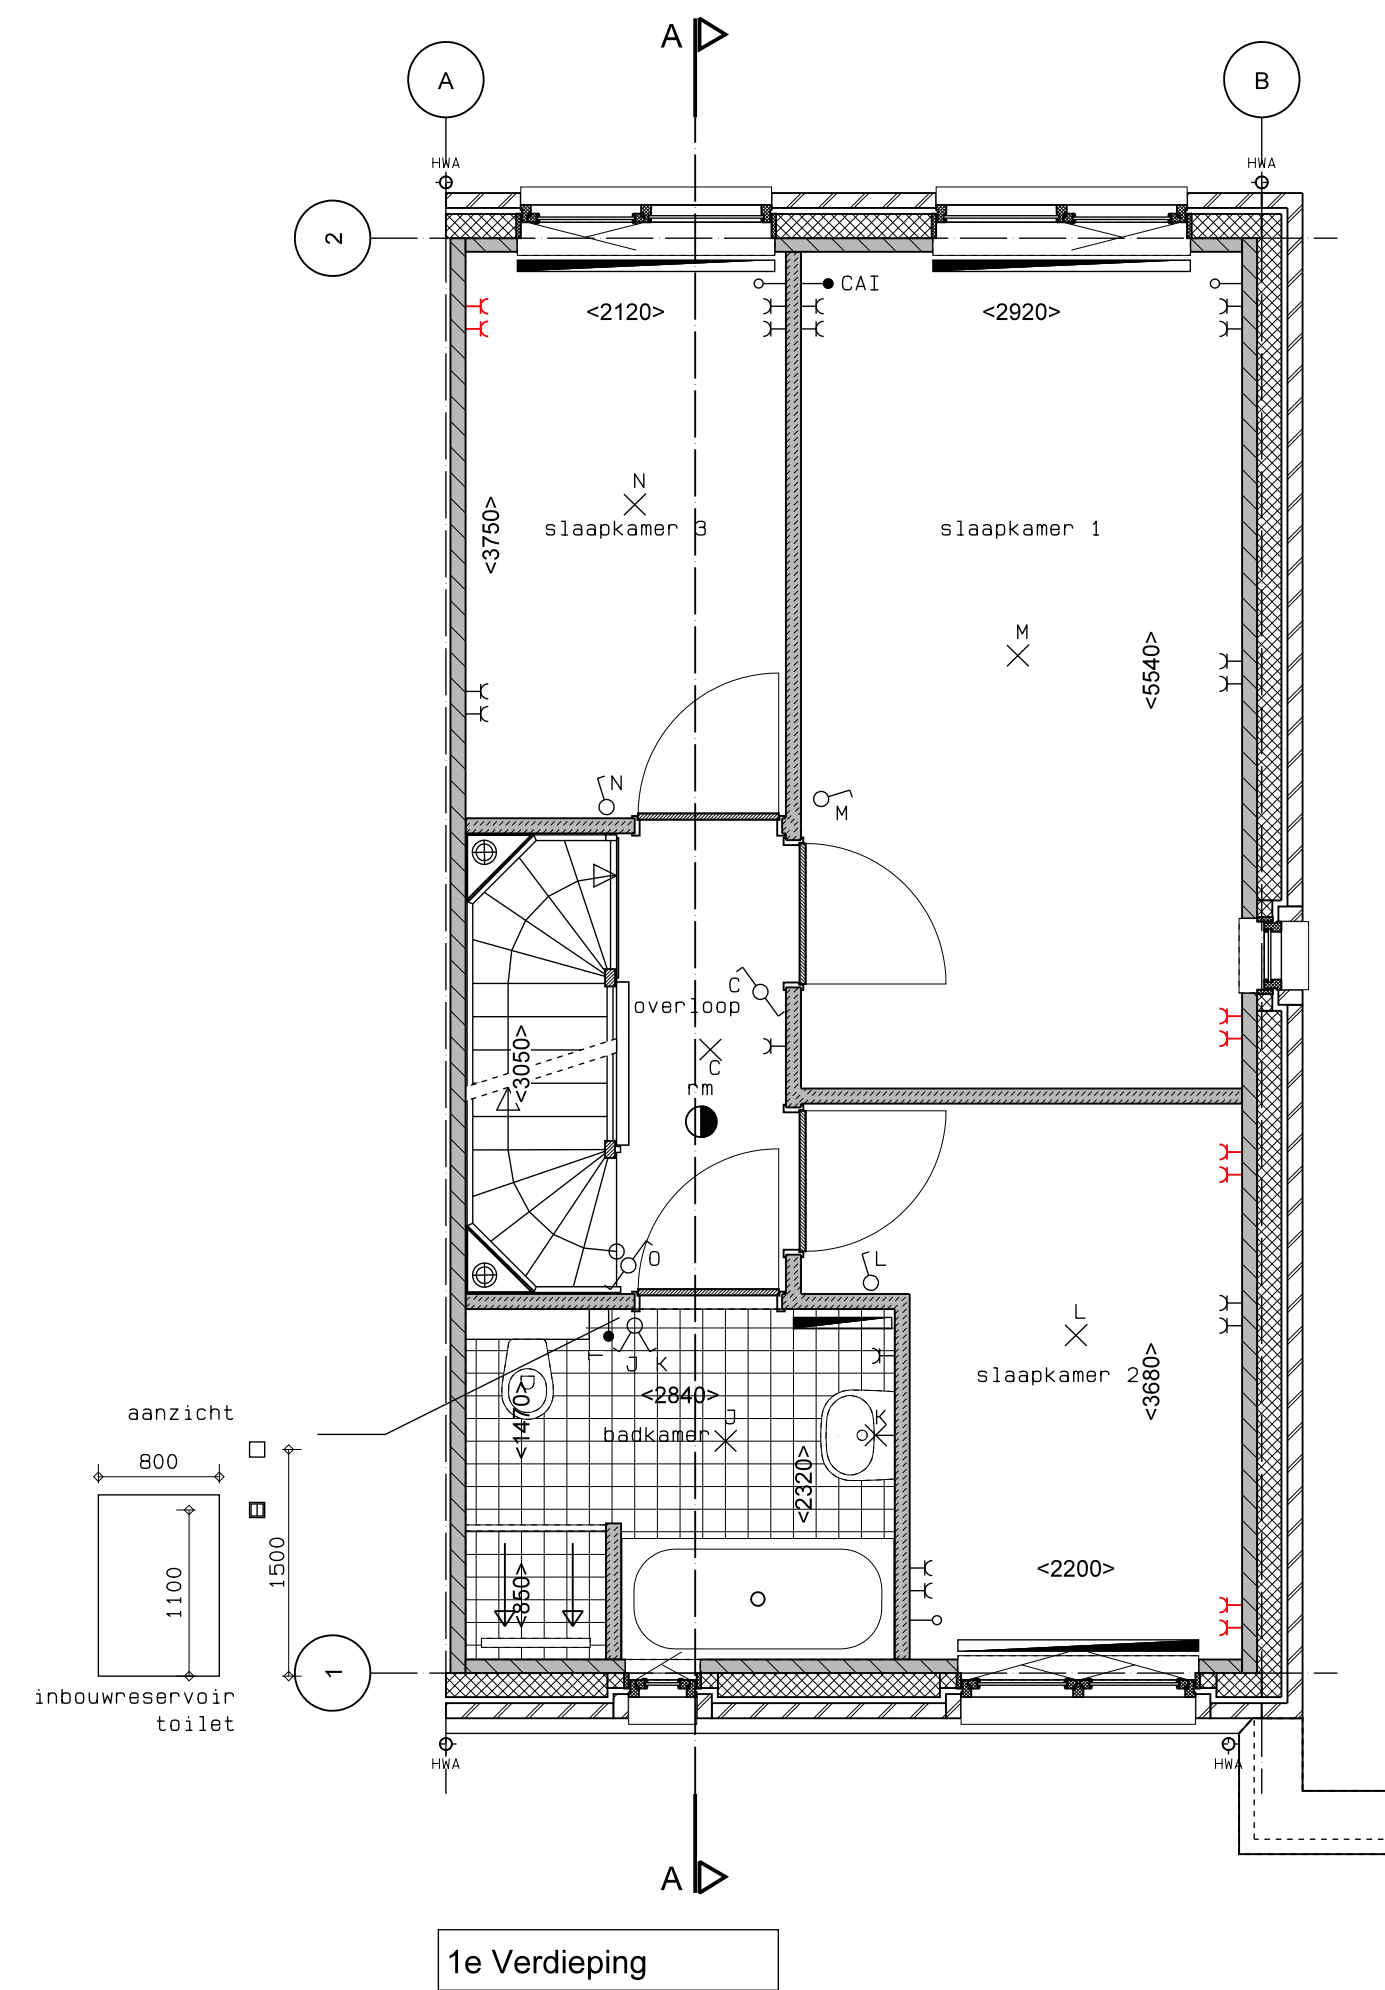 A
A
B
HWA
HWA
2
<2120>
CAI
<2920>
N
slaapkamer 3
slaapkamer 1
<3750>
M
<5540>
N
M
C
overloop
C
<3050>
rm
O
L
L
T
J K
slaapkamer 2
<3680>
<2840>
<1470>
J
K
badkamer
<2320>
aanzicht
800
1500
1100
<850>
<2200>
1
inbouwreservoir
toilet
HWA
HWA
A
1e Verdieping